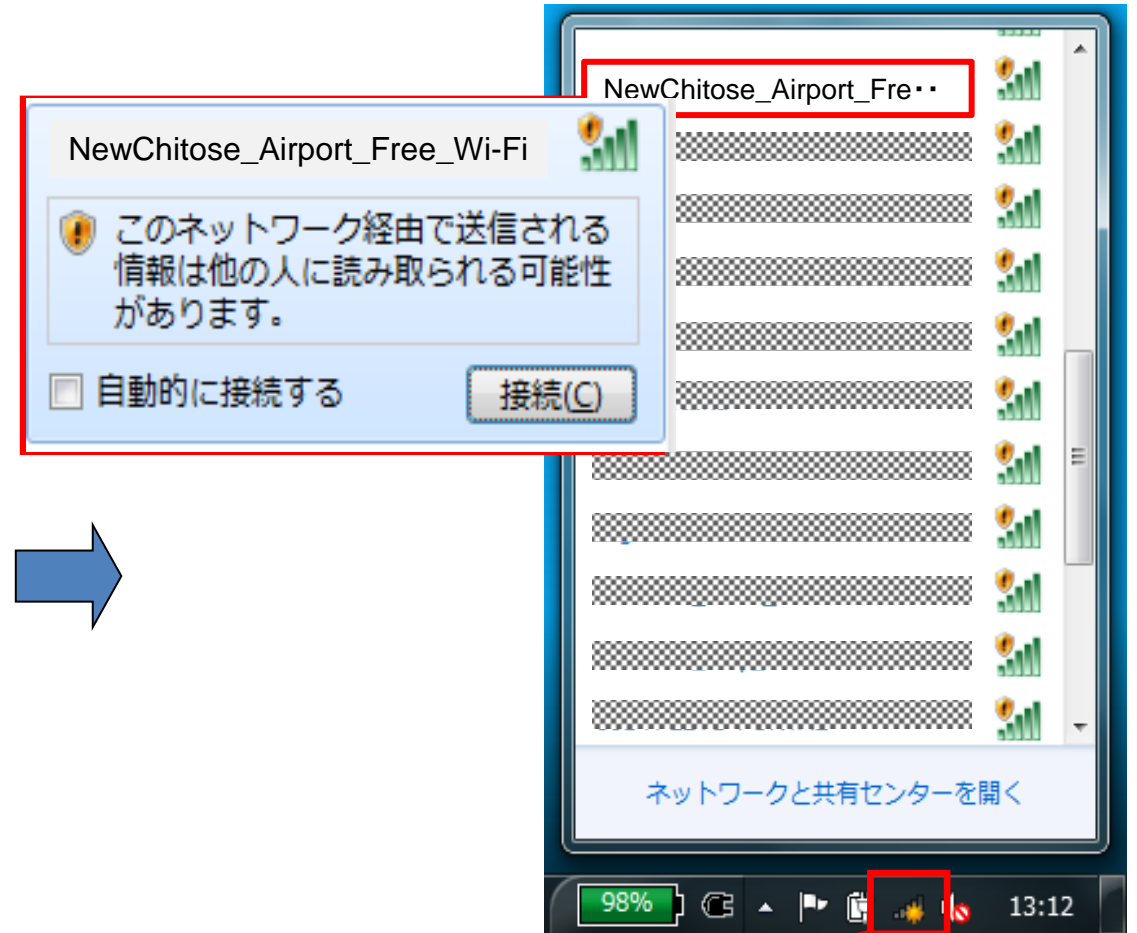 NewChitose_Airport_Fre・・
NewChitose_Airport_Free_Wi-Fi
このネットワーク経由で送信される
情報は他の人に読み取られる可能性
があります。
自動的に接続する
接続(C)
ネットワークと共有センターを開く
98%
13:12